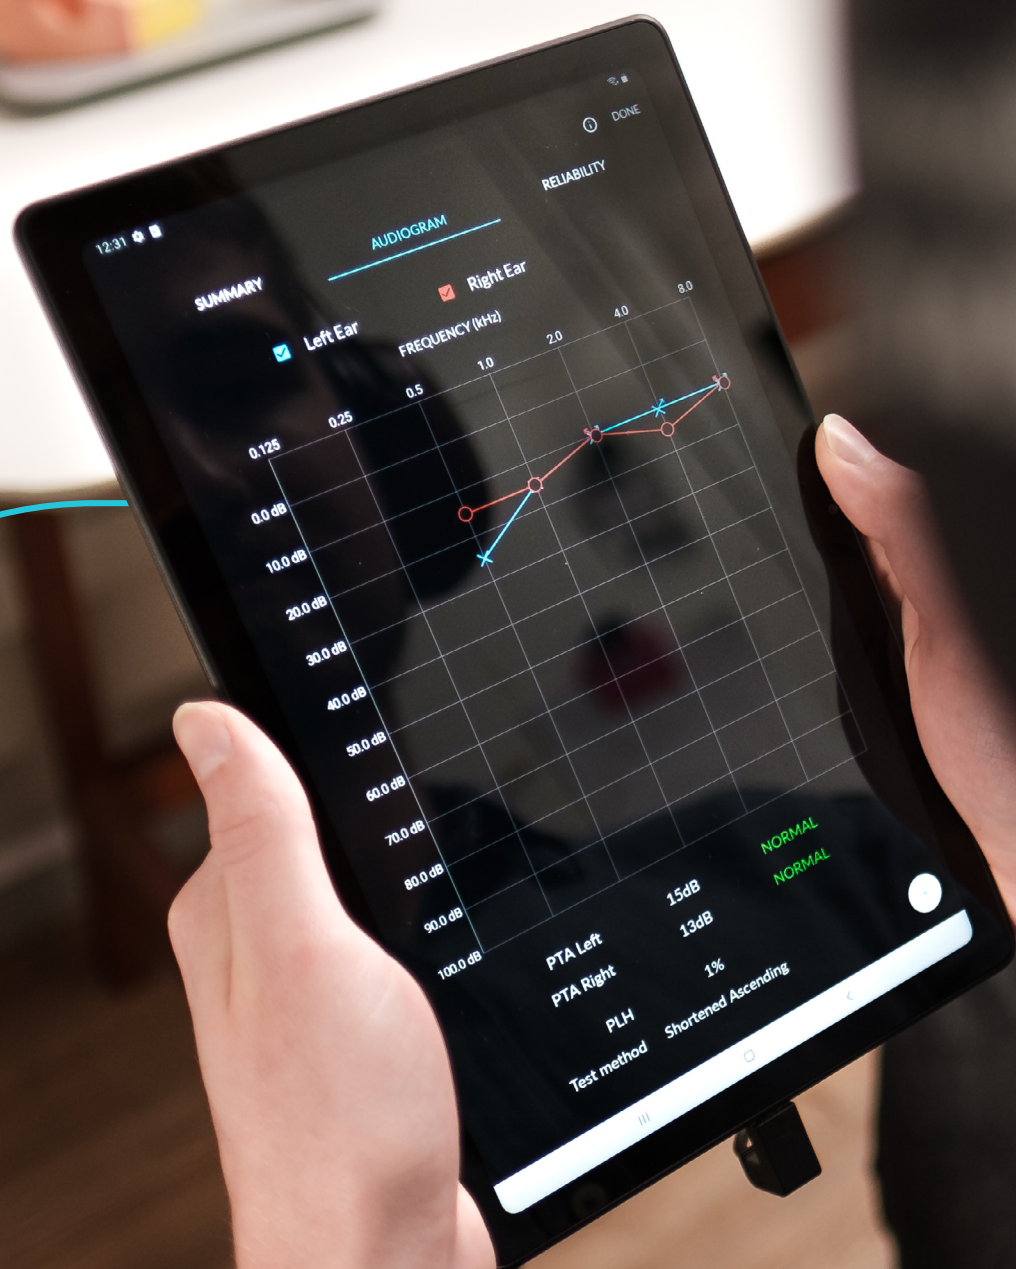 12:31
DONE
SUMMARY AUDIOGRAM RELIABILITY
Left Ear Right Ear
FREQUENCY (kHz)
0.125 0.25 0.5 1.0 2.0 4.0 8.0
0.0 dB
10.0 dB
20.0 dB
30.0 dB
40.0 dB
50.0 dB
60.0 dB
70.0 dB
80.0 dB
90.0 dB
100.0 dB
PTA Left 15dB NORMAL
PTA Right 13dB NORMAL
PLH 1%
Test method Shortened Ascending